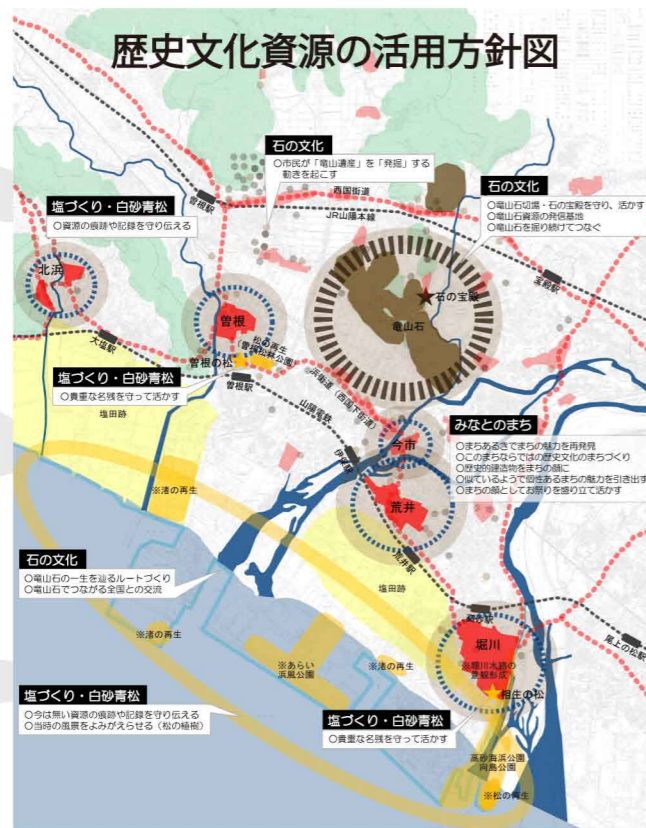 歴史文化資源の活用方針図
石の文化
○市民が「竜山遺産」を「発掘」する
動きを起こす
西国街道
JR山陽本線
曽根駅
石の文化
○竜山石切場・石の宝殿を守り、活かす
○竜山石資源の発信基地
○竜山石を掘り続けてつなぐ
宝殿駅
塩づくり・白砂青松
○資源の痕跡や記録を守り伝える
北浜
大塩駅
曽根
松の再生
（曽根松林公園）
曽根の松
曽根駅
石の宝殿
竜山石
塩づくり・白砂青松
○貴重な名残を守って活かす
塩田跡
浜街道（西国下街道）
山陽電鉄
伊保駅
今市
荒井
荒井駅
みなとのまち
○まちあるきでまちの魅力を再発見
○このまちならではの歴史文化のまちづくり
○歴史的建造物をまちの顔に
○似ているようで個性あるまちの魅力を引き出す
○まちの顔としてお祭りを盛り立て活かす
※渚の再生
石の文化
○竜山石の一生を辿るルートづくり
○竜山石でつながる全国との交流
塩田跡
高砂駅
尾上の松駅
堀川
※堀川水路の
景観形成
相生の松
※渚の再生
※あらい
浜風公園
※渚の再生
塩づくり・白砂青松
○今は無い資源の痕跡や記録を守り伝える
○当時の風景をよみがえらせる（松の植樹）
塩づくり・白砂青松
○貴重な名残を守って活かす
高砂海浜公園
向島公園
※松の再生